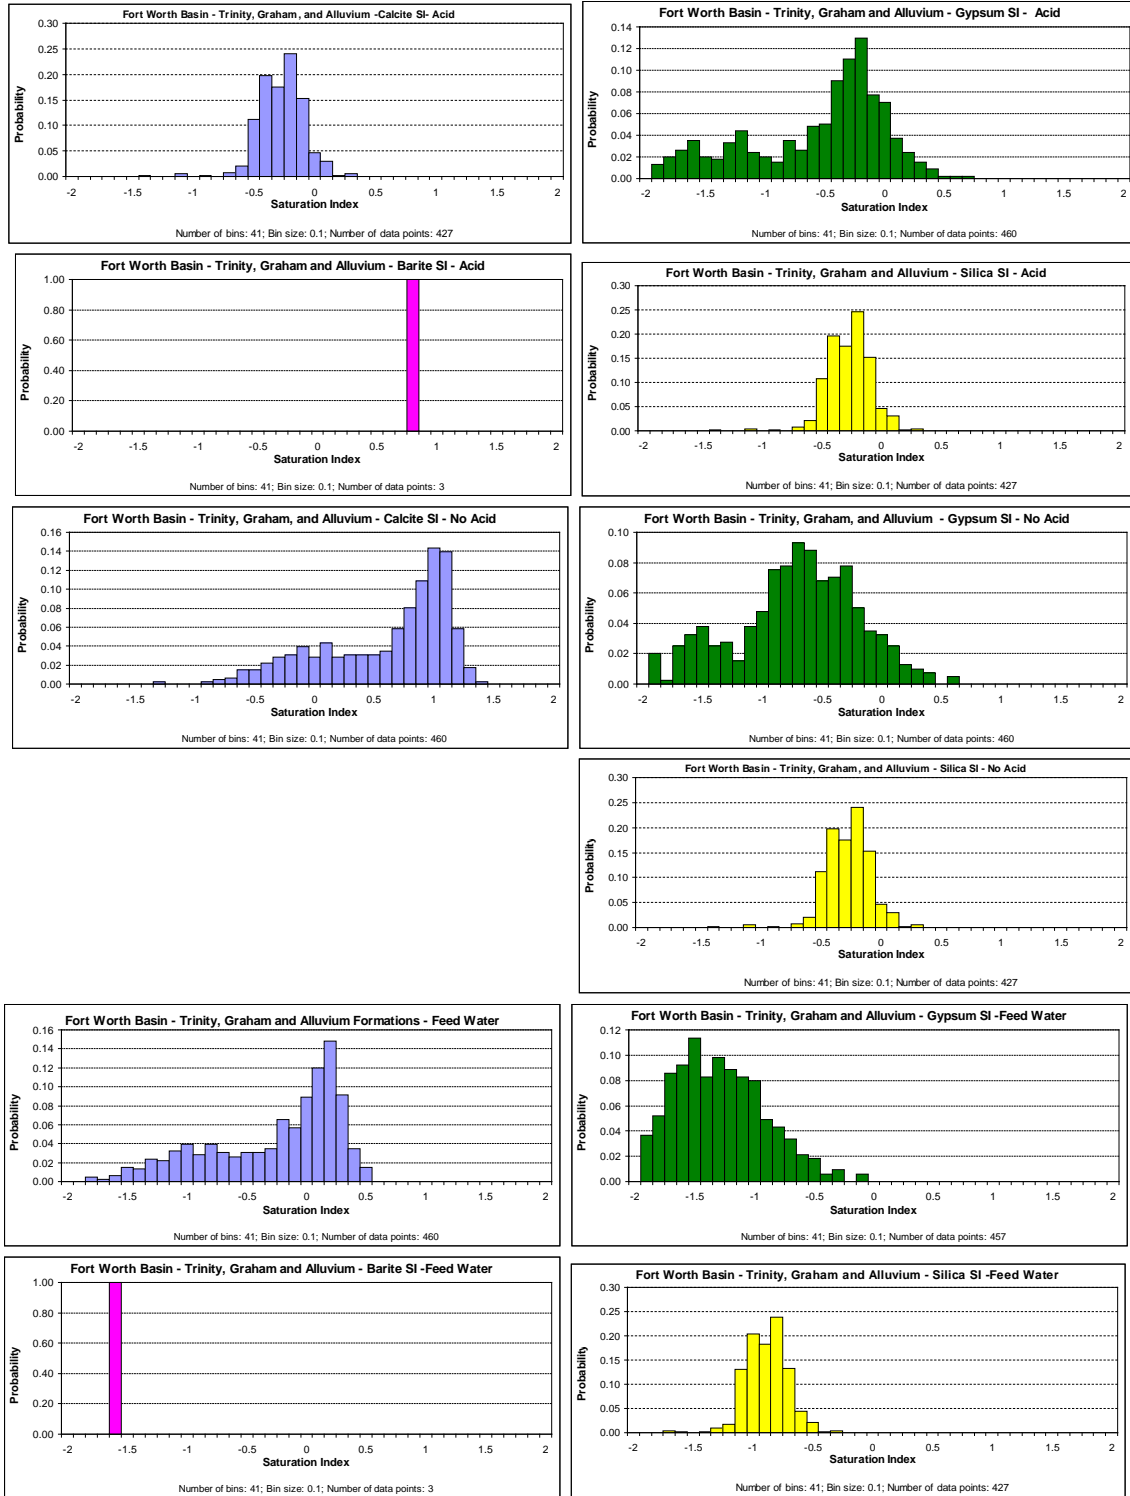 Fort Worth Basin - Trinity, Graham, and Alluvium -Calcite SI- Acid
0.30
0.25
0.20
0.15
0.10
0.05
0.00
Probability
-2 -1.5 -1 -0.5 0 0.5 1 1.5 2
Saturation Index
Number of bins: 41; Bin size: 0.1; Number of data points: 427
Fort Worth Basin - Trinity, Graham and Alluvium - Gypsum SI - Acid
0.14
0.12
0.10
0.08
0.06
0.04
0.02
0.00
Probability
-2 -1.5 -1 -0.5 0 0.5 1 1.5 2
Saturation Index
Number of bins: 41; Bin size: 0.1; Number of data points: 460
Fort Worth Basin - Trinity, Graham and Alluvium - Barite SI - Acid
1.00
0.80
0.60
0.40
0.20
0.00
Probability
-2 -1.5 -1 -0.5 0 0.5 1 1.5 2
Saturation Index
Number of bins: 41; Bin size: 0.1; Number of data points: 3
Fort Worth Basin - Trinity, Graham and Alluvium - Silica SI - Acid
0.30
0.25
0.20
0.15
0.10
0.05
0.00
Probability
-2 -1.5 -1 -0.5 0 0.5 1 1.5 2
Saturation Index
Number of bins: 41; Bin size: 0.1; Number of data points: 427
Fort Worth Basin - Trinity, Graham, and Alluvium - Calcite SI - No Acid
0.16
0.14
0.12
0.10
0.08
0.06
0.04
0.02
0.00
Probability
-2 -1.5 -1 -0.5 0 0.5 1 1.5 2
Saturation Index
Number of bins: 41; Bin size: 0.1; Number of data points: 460
Fort Worth Basin - Trinity, Graham, and Alluvium - Gypsum SI - No Acid
0.10
0.08
0.06
0.04
0.02
0.00
Probability
-2 -1.5 -1 -0.5 0 0.5 1 1.5 2
Saturation Index
Number of bins: 41; Bin size: 0.1; Number of data points: 460
Fort Worth Basin - Trinity, Graham, and Alluvium - Silica SI - No Acid
0.30
0.25
0.20
0.15
0.10
0.05
0.00
Probability
-2 -1.5 -1 -0.5 0 0.5 1 1.5 2
Saturation Index
Number of bins: 41; Bin size: 0.1; Number of data points: 427
Fort Worth Basin - Trinity, Graham and Alluvium Formations - Feed Water
0.16
0.14
0.12
0.10
0.08
0.06
0.04
0.02
0.00
Probability
-2 -1.5 -1 -0.5 0 0.5 1 1.5 2
Saturation Index
Number of bins: 41; Bin size: 0.1; Number of data points: 460
Fort Worth Basin - Trinity, Graham and Alluvium - Gypsum SI -Feed Water
0.12
0.10
0.08
0.06
0.04
0.02
0.00
Probability
-2 -1.5 -1 -0.5 0 0.5 1 1.5 2
Saturation Index
Number of bins: 41; Bin size: 0.1; Number of data points: 457
Fort Worth Basin - Trinity, Graham and Alluvium - Barite SI -Feed Water
1.00
0.80
0.60
0.40
0.20
0.00
Probability
-2 -1.5 -1 -0.5 0 0.5 1 1.5 2
Saturation Index
Number of bins: 41; Bin size: 0.1; Number of data points: 3
Fort Worth Basin - Trinity, Graham and Alluvium - Silica SI -Feed Water
0.30
0.25
0.20
0.15
0.10
0.05
0.00
Probability
-2 -1.5 -1 -0.5 0 0.5 1 1.5 2
Saturation Index
Number of bins: 41; Bin size: 0.1; Number of data points: 427